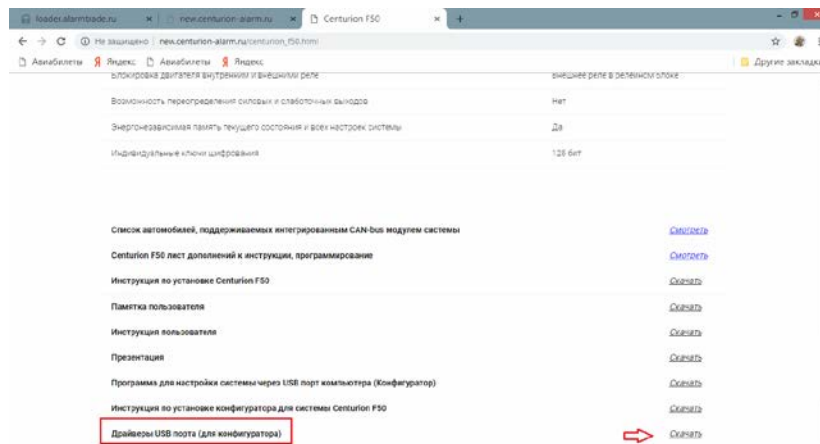 loader.alarmtrade.ru new.centurion-alarm.ru Centurion F50
Не защищено new.centurion-alarm.ru/centurion_f50.html
Авиабилеты Яндекс Авиабилеты Яндекс Другие закладки
Блокировка двигателя внутренним и внешними реле внешнее реле в релейном блоке
Возможность переопределения силовых и слаботочных выходов Нет
Энергонезависимая память текущего состояния и всех настроек системы Да
Индивидуальные ключи шифрования 128 бит
Список автомобилей, поддерживаемых интегрированным CAN-bus модулем системы Смотреть
Centurion F50 лист дополнений к инструкции, программирование Смотреть
Инструкция по установке Centurion F50 Скачать
Памятка пользователя Скачать
Инструкция пользователя Скачать
Презентация Скачать
Программа для настройки системы через USB порт компьютера (Конфигуратор) Скачать
Инструкция по установке конфигуратора для системы Centurion F50 Скачать
Драйверы USB порта (для конфигуратора) Скачать